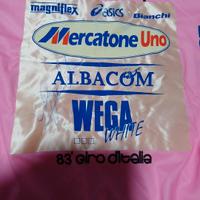 magniflex asics Bianchi
Mercatone Uno
ALBACOM
WEGA
WHITE
83° giro d'italia